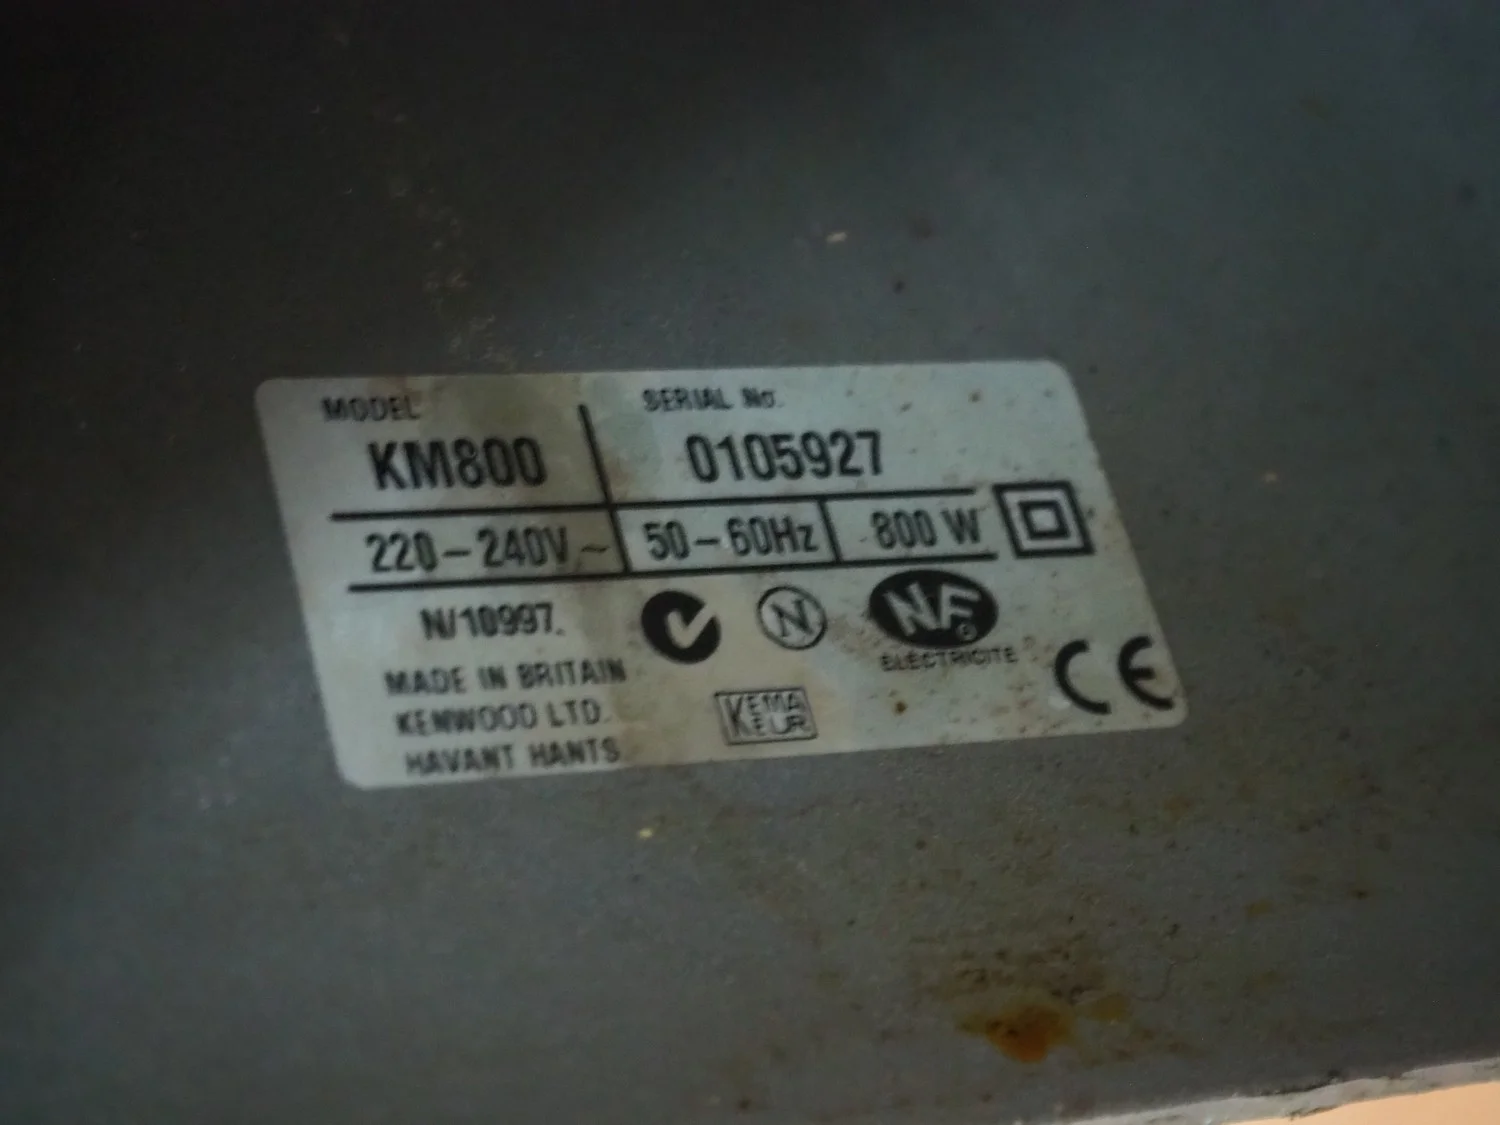 MODEL SERIAL No.
KM800 0105927
220-240V~ 50-60Hz 800 W
N/10997. N NF
ELECTRICITE
CE
MADE IN BRITAIN
KENWOOD LTD.
KEMA
EUR
HAVANT HANTS.